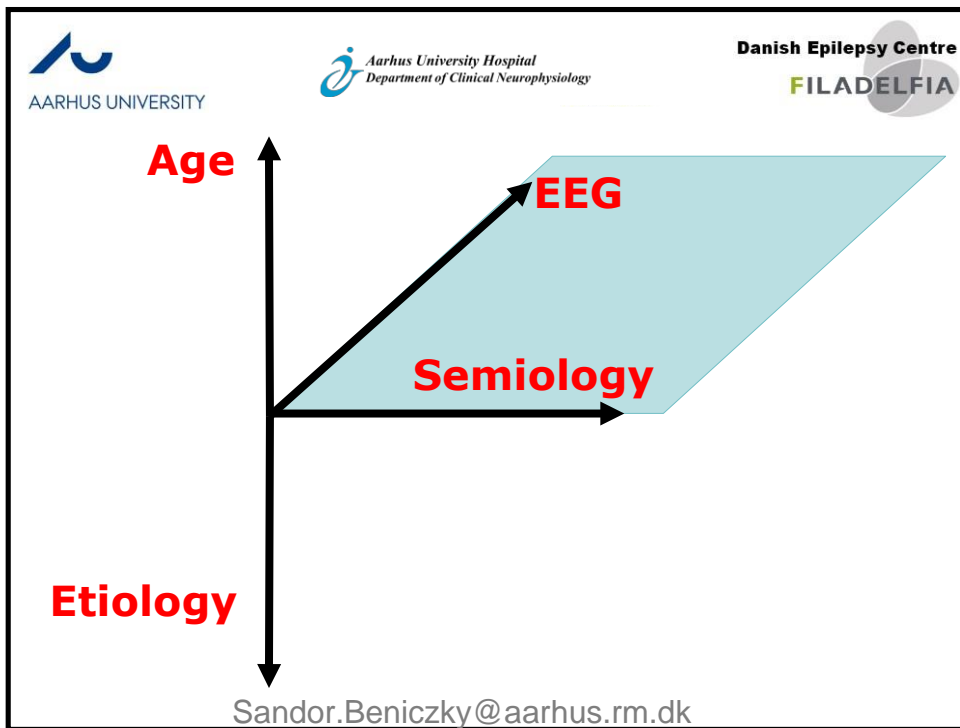 AARHUS UNIVERSITY
Aarhus University Hospital
Department of Clinical Neurophysiology
Danish Epilepsy Centre
FILADELFIA
Age
EEG
Semiology
Etiology
Sandor.Beniczky@aarhus.rm.dk